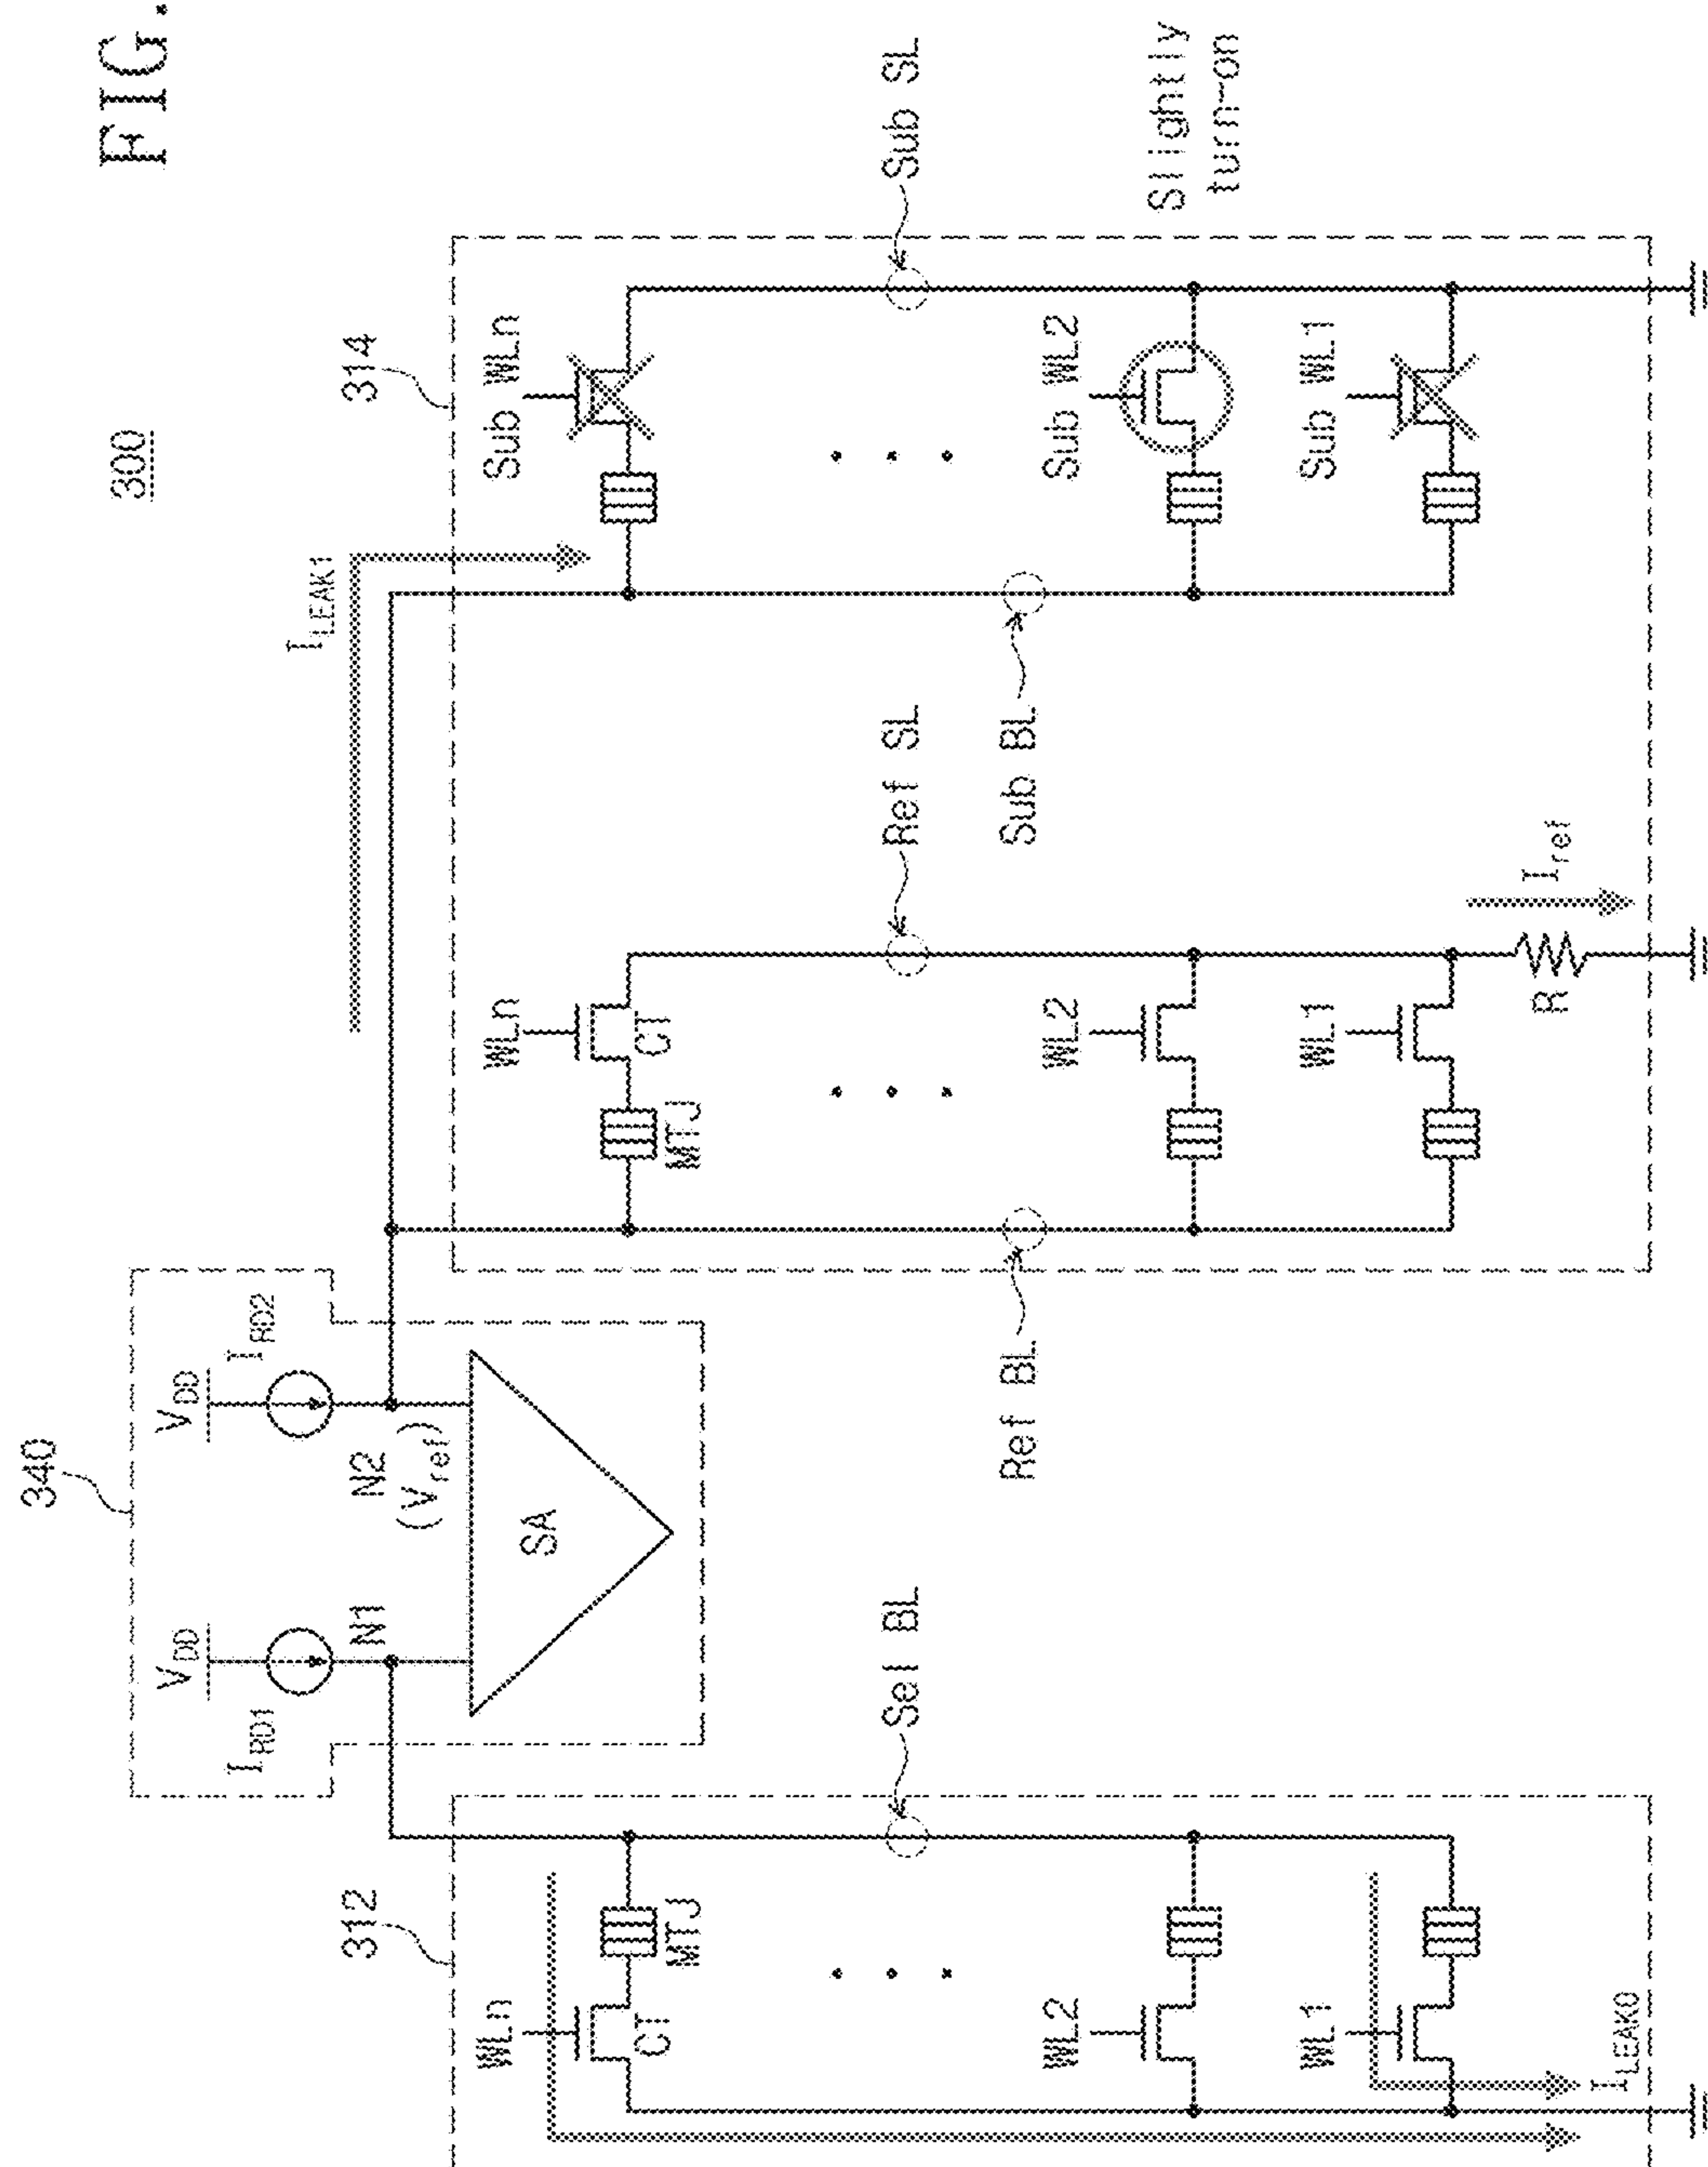 FIG.
300
340
VDD
VDD
IRD1
IRD2
N1
N2
(Vref)
SA
312
314
ILEAK1
WLn
CT
MTJ
WL2
WL1
ILEAK0
Sel BL
WLn
CT
MTJ
WL2
WL1
Ref BL
Ref SL
R
Iref
Sub WLn
Sub WL2
Sub WL1
Sub BL
Sub SL
Slightly
turn-on